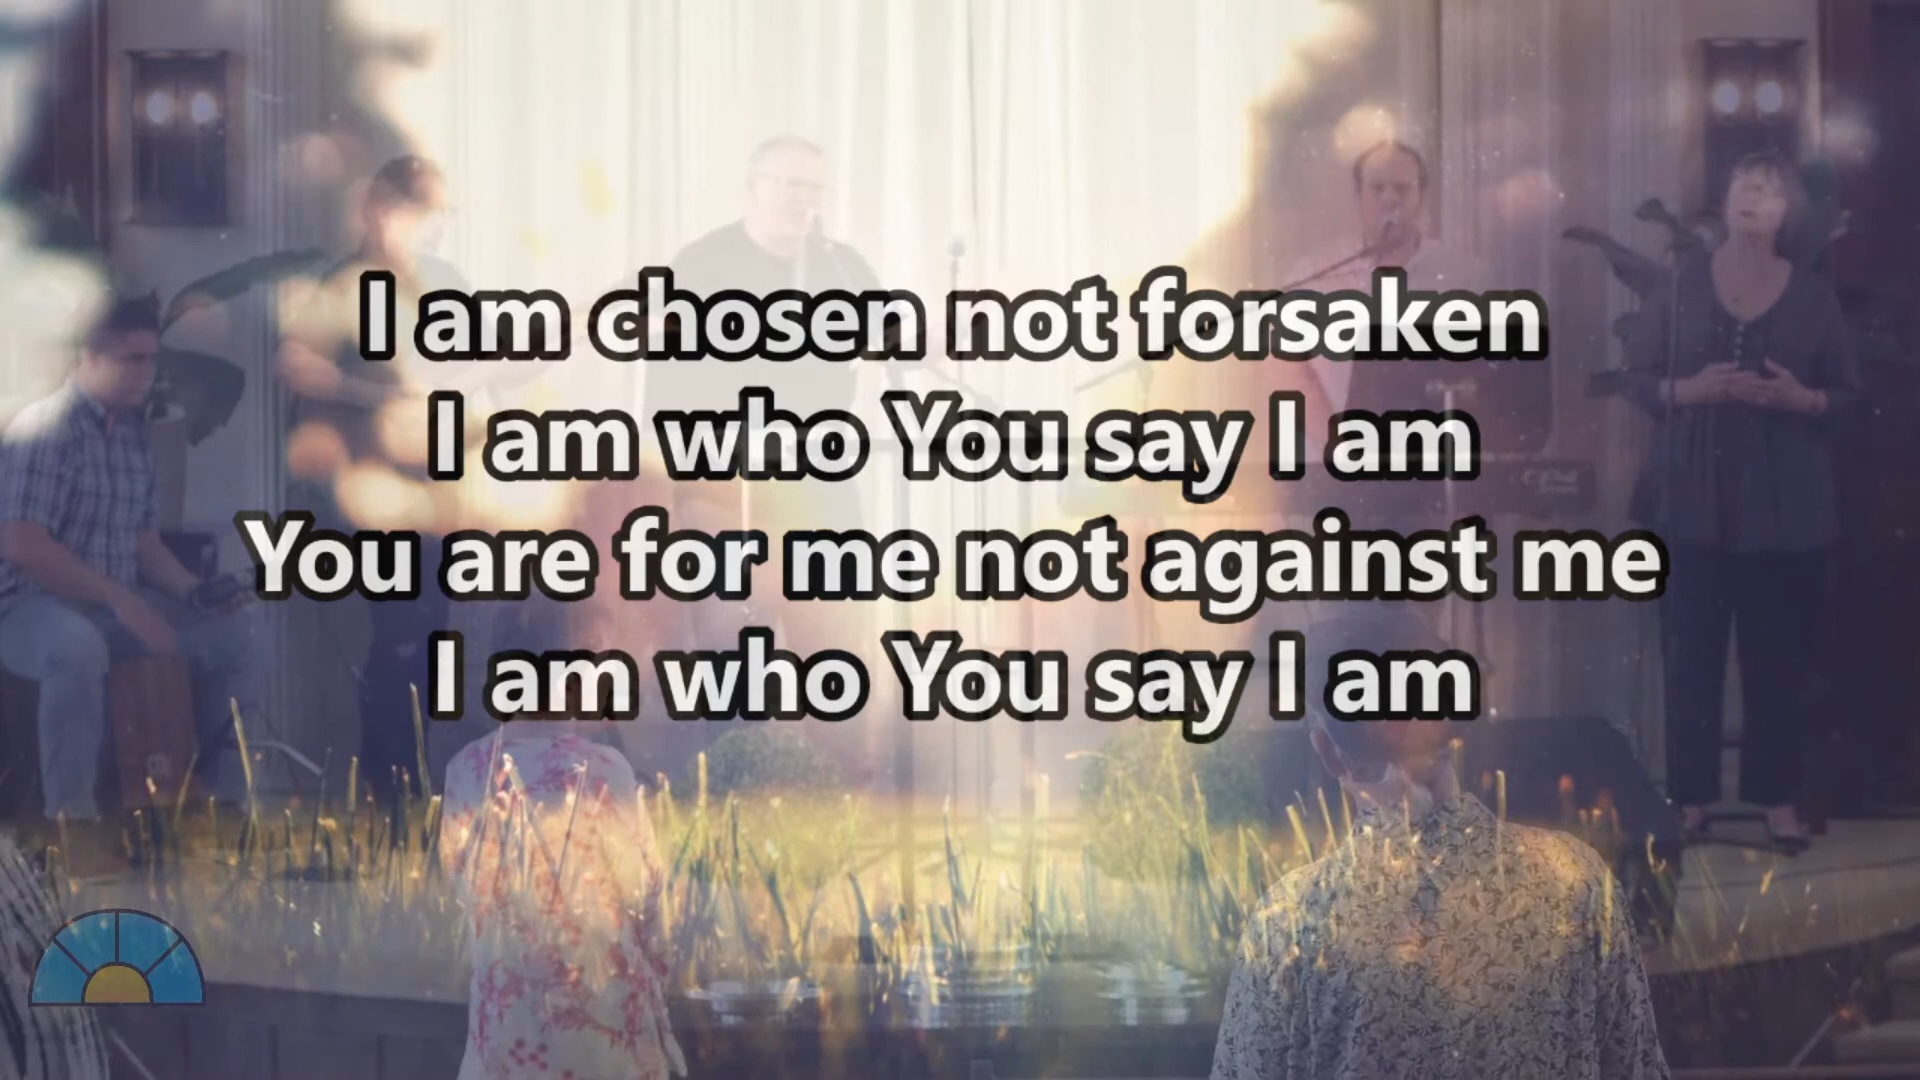 I am chosen not forsaken
I am who You say I am
You are for me not against me
I am who You say I am